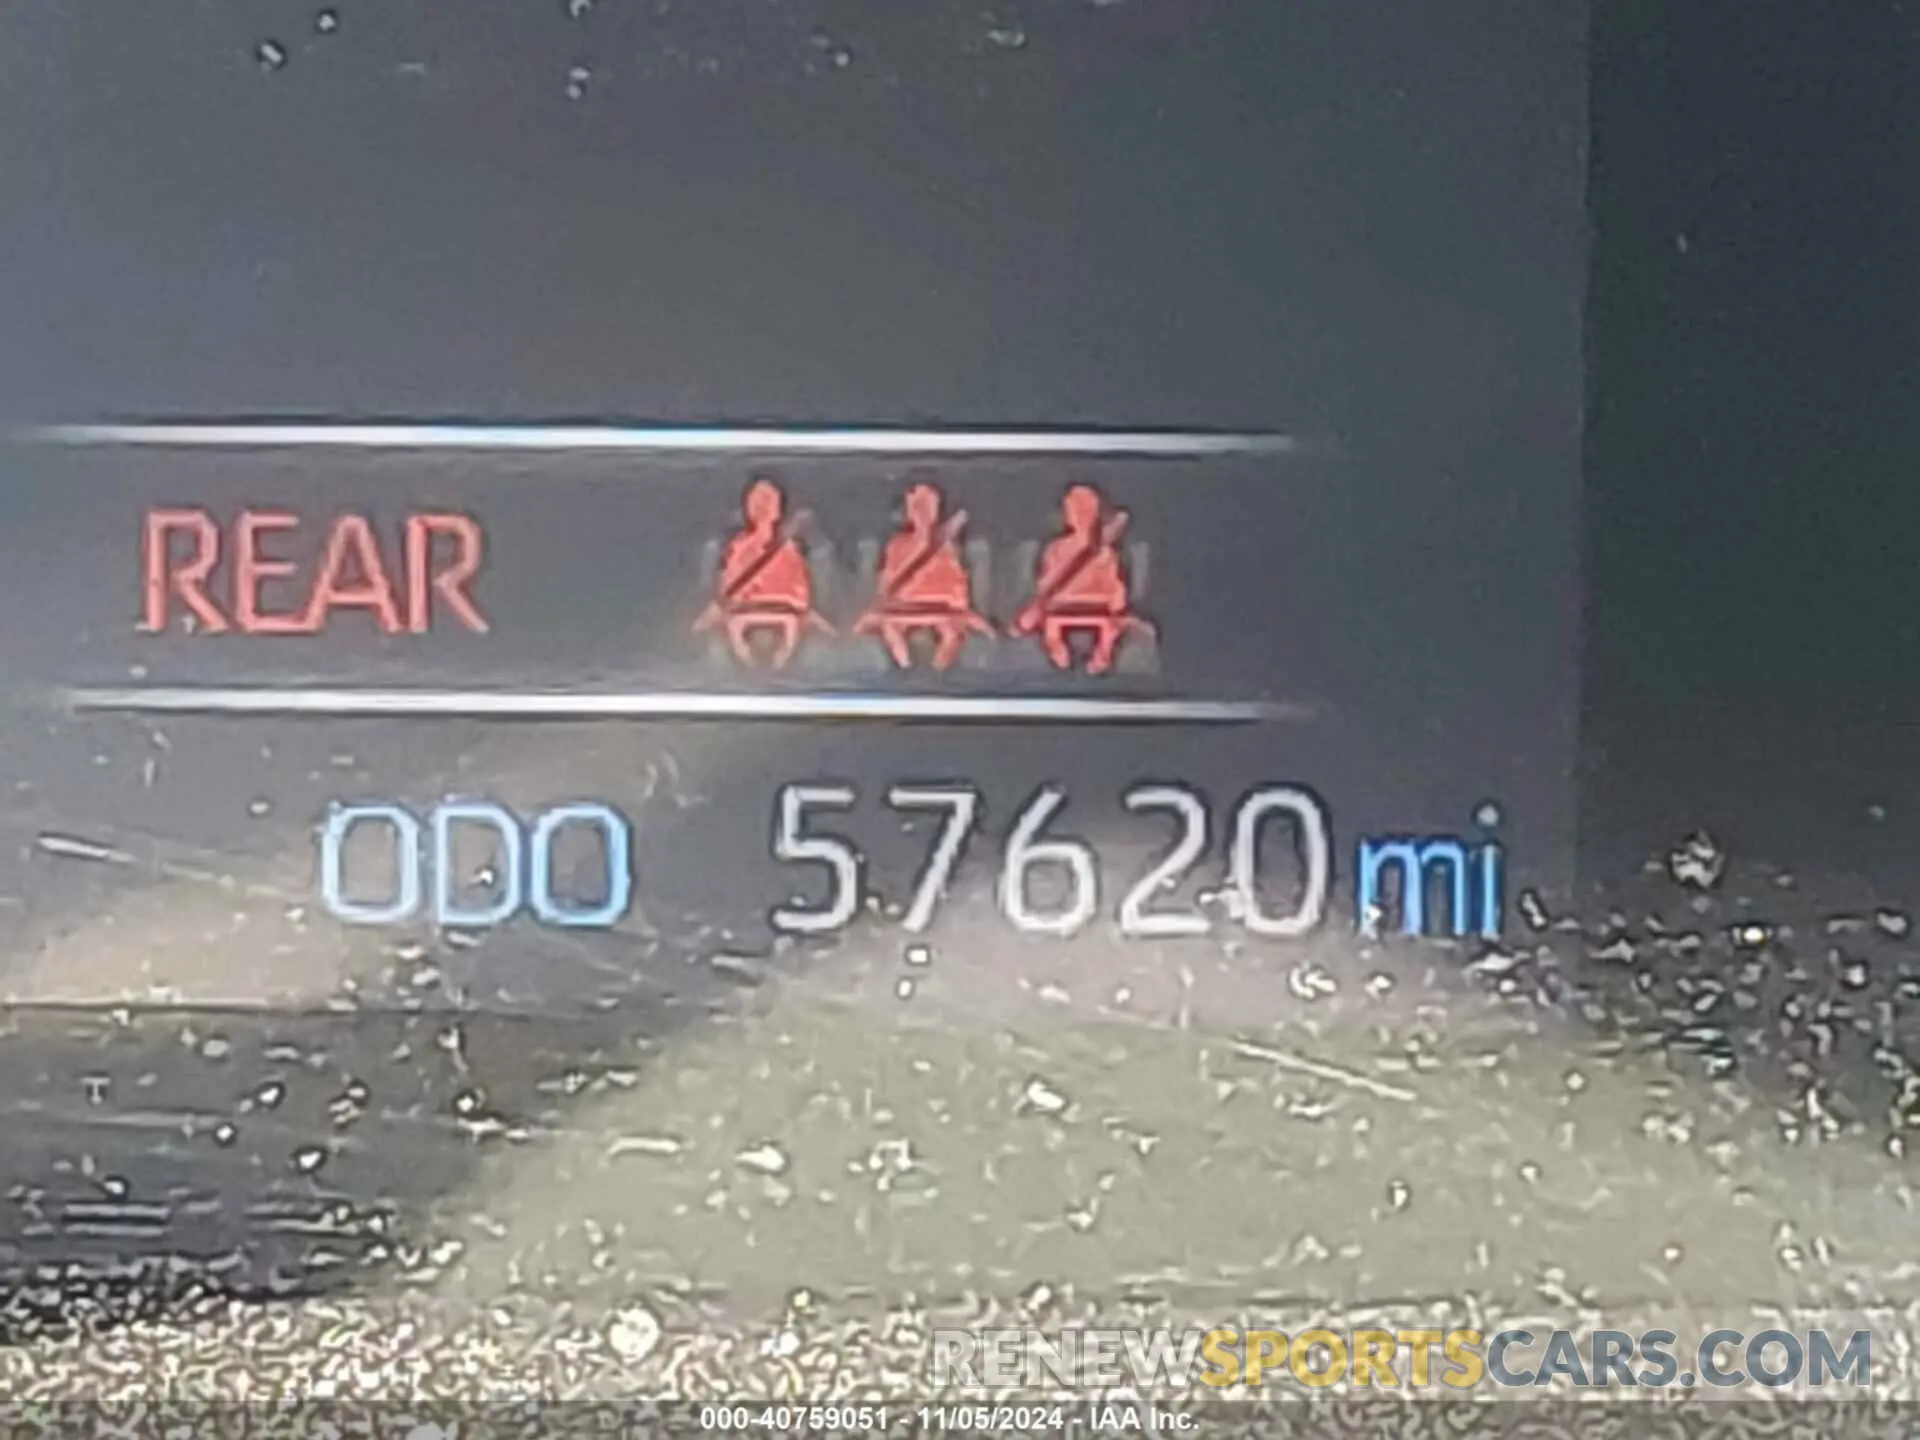 REAR
ODO 57620 mi
RENEWSPORTSCARS.COM
000-40759051 - 11/05/2024 - IAA Inc.